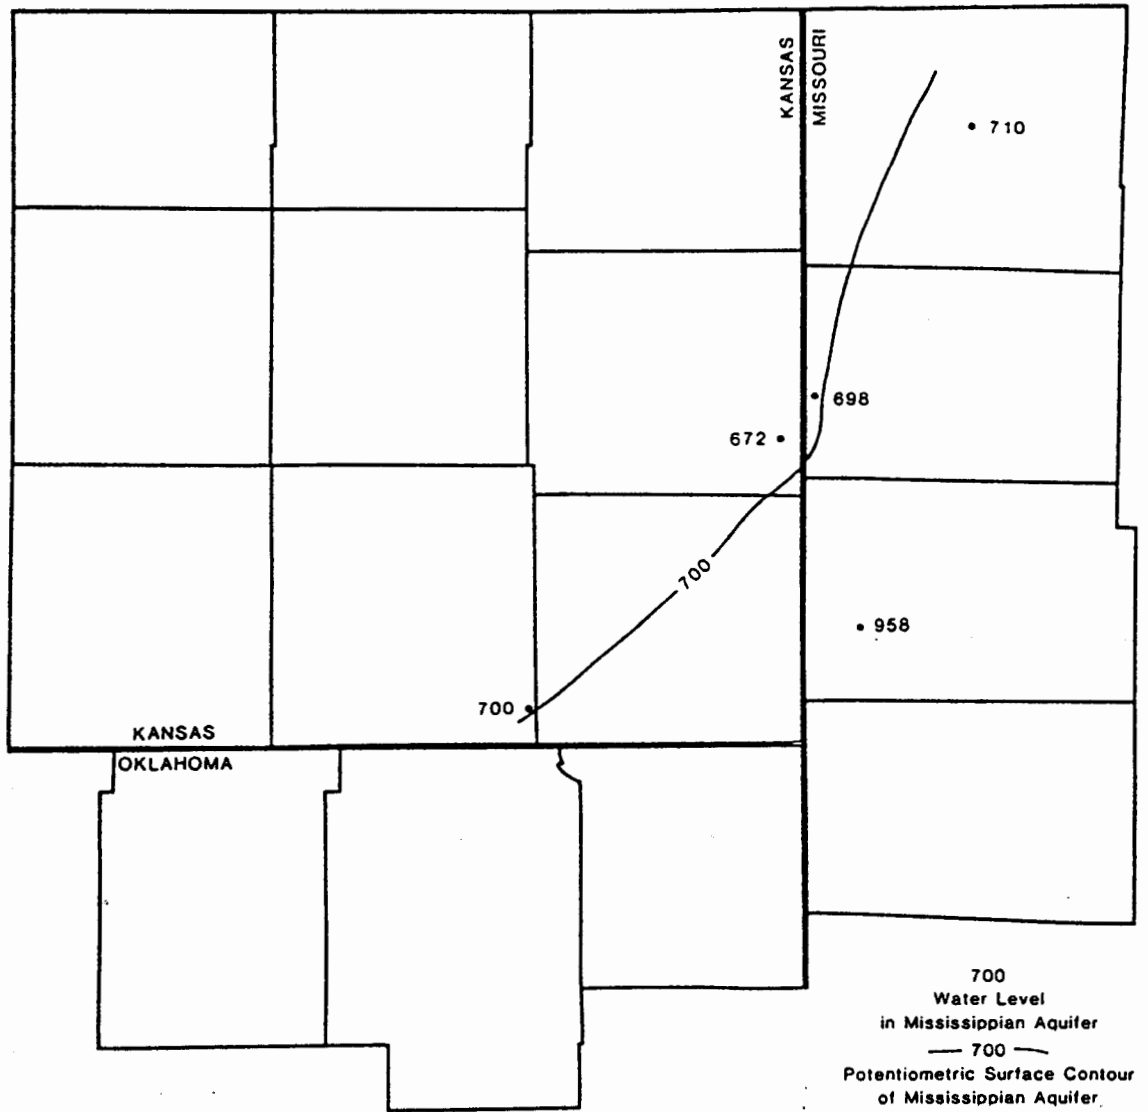 KANSAS
MISSOURI
710
698
672
700
958
700
KANSAS
OKLAHOMA
700
Water Level
in Mississippian Aquifer
700
Potentiometric Surface Contour
of Mississippian Aquifer